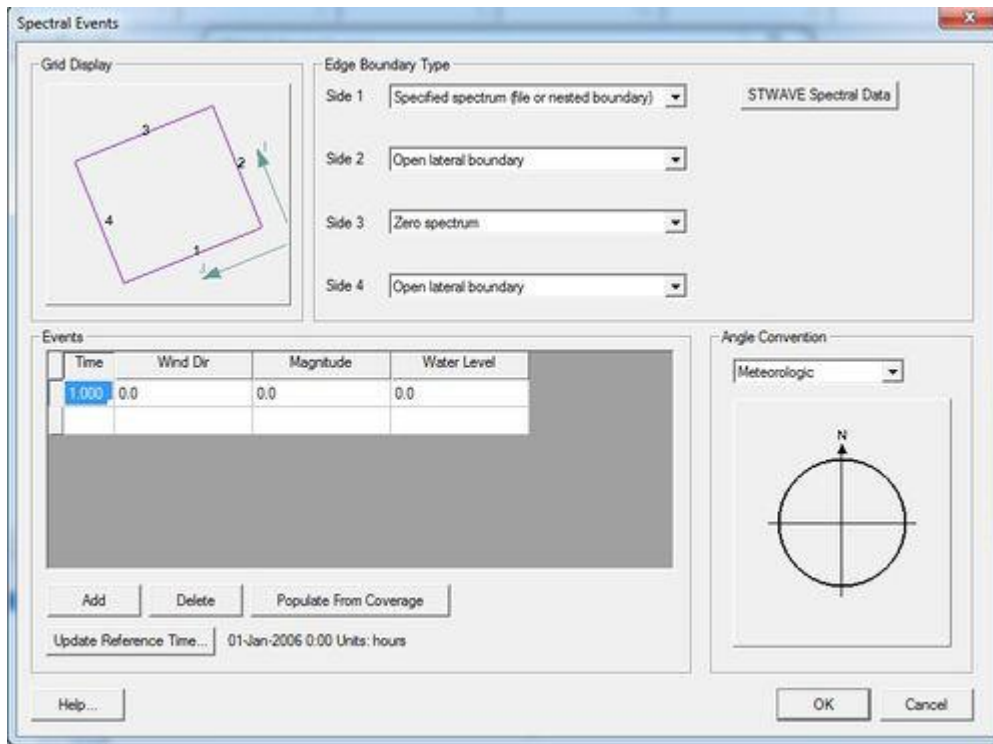 Spectral Events
Grid Display
3
2
I
4
1
J
Edge Boundary Type
Side 1 Specified spectrum (file or nested boundary)
STWAVE Spectral Data
Side 2 Open lateral boundary
Side 3 Zero spectrum
Side 4 Open lateral boundary
Events
Time Wind Dir Magnitude Water Level
1.000 0.0 0.0 0.0
Add Delete Populate From Coverage
Update Reference Time... 01-Jan-2006 0:00 Units: hours
Angle Convention
Meteorologic
N
Help... OK Cancel